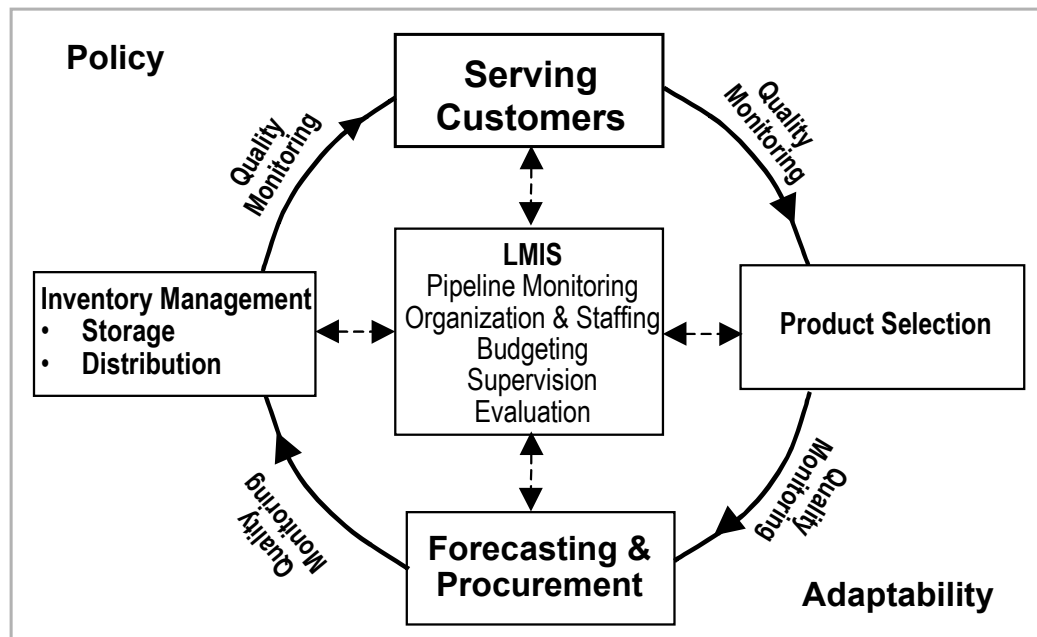 Policy
Serving
Customers
Quality
Monitoring
Quality
Monitoring
LMIS
Pipeline Monitoring
Organization & Staffing
Budgeting
Supervision
Evaluation
Inventory Management
• Storage
• Distribution
Product Selection
Quality
Monitoring
Quality
Monitoring
Forecasting &
Procurement
Adaptability